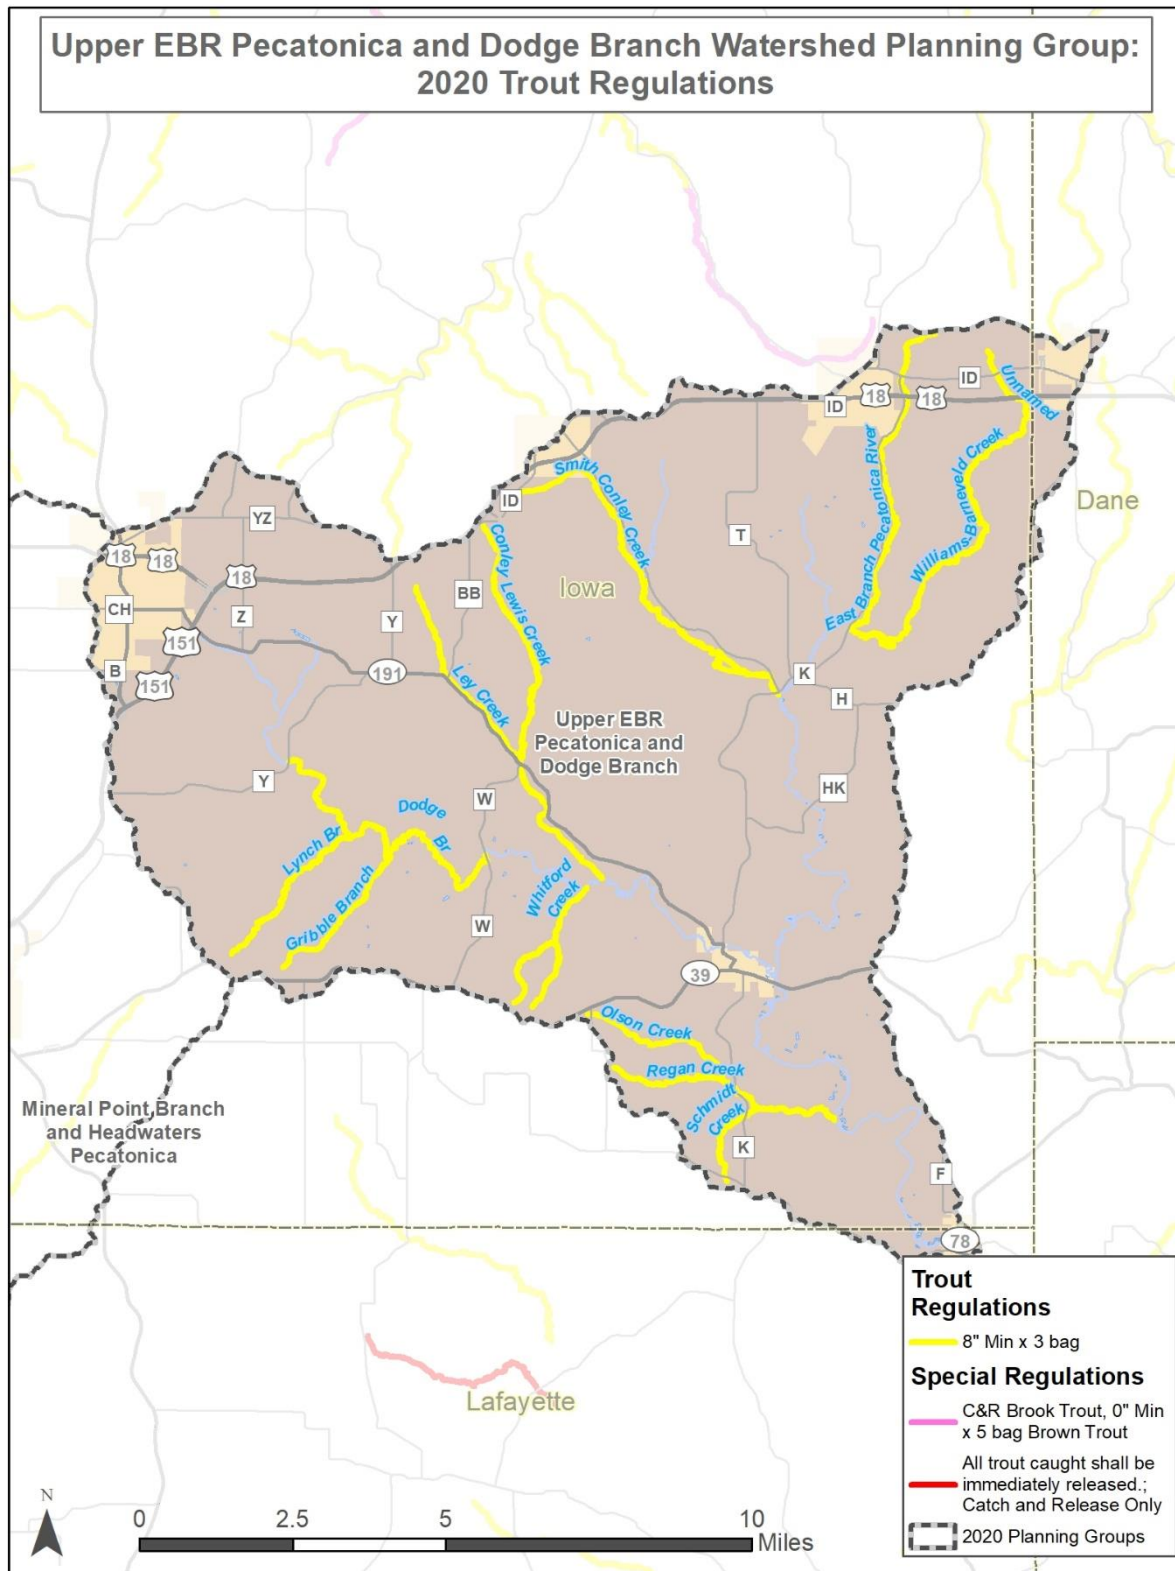 Upper EBR Pecatonica and Dodge Branch Watershed Planning Group:
2020 Trout Regulations
ID
18
18
ID
Unnamed
Smith Conley Creek
East Branch Pecatonica River
Williams-Barneveld Creek
Dane
ID
YZ
T
18
18
18
Conley Lewis Creek
Iowa
BB
CH
Z
Y
151
B
151
191
Ley Creek
K
H
Upper EBR
Pecatonica and
Dodge Branch
Y
W
HK
Dodge
Br
Lynch Br
Gribble Branch
Whitford
Creek
W
39
Olson Creek
Regan Creek
Schmidt
Creek
Mineral Point Branch
and Headwaters
Pecatonica
K
F
78
Lafayette
Trout
Regulations
8" Min x 3 bag
Special Regulations
C&R Brook Trout, 0" Min
x 5 bag Brown Trout
All trout caught shall be
immediately released.;
Catch and Release Only
2020 Planning Groups
N
0 2.5 5 10
Miles